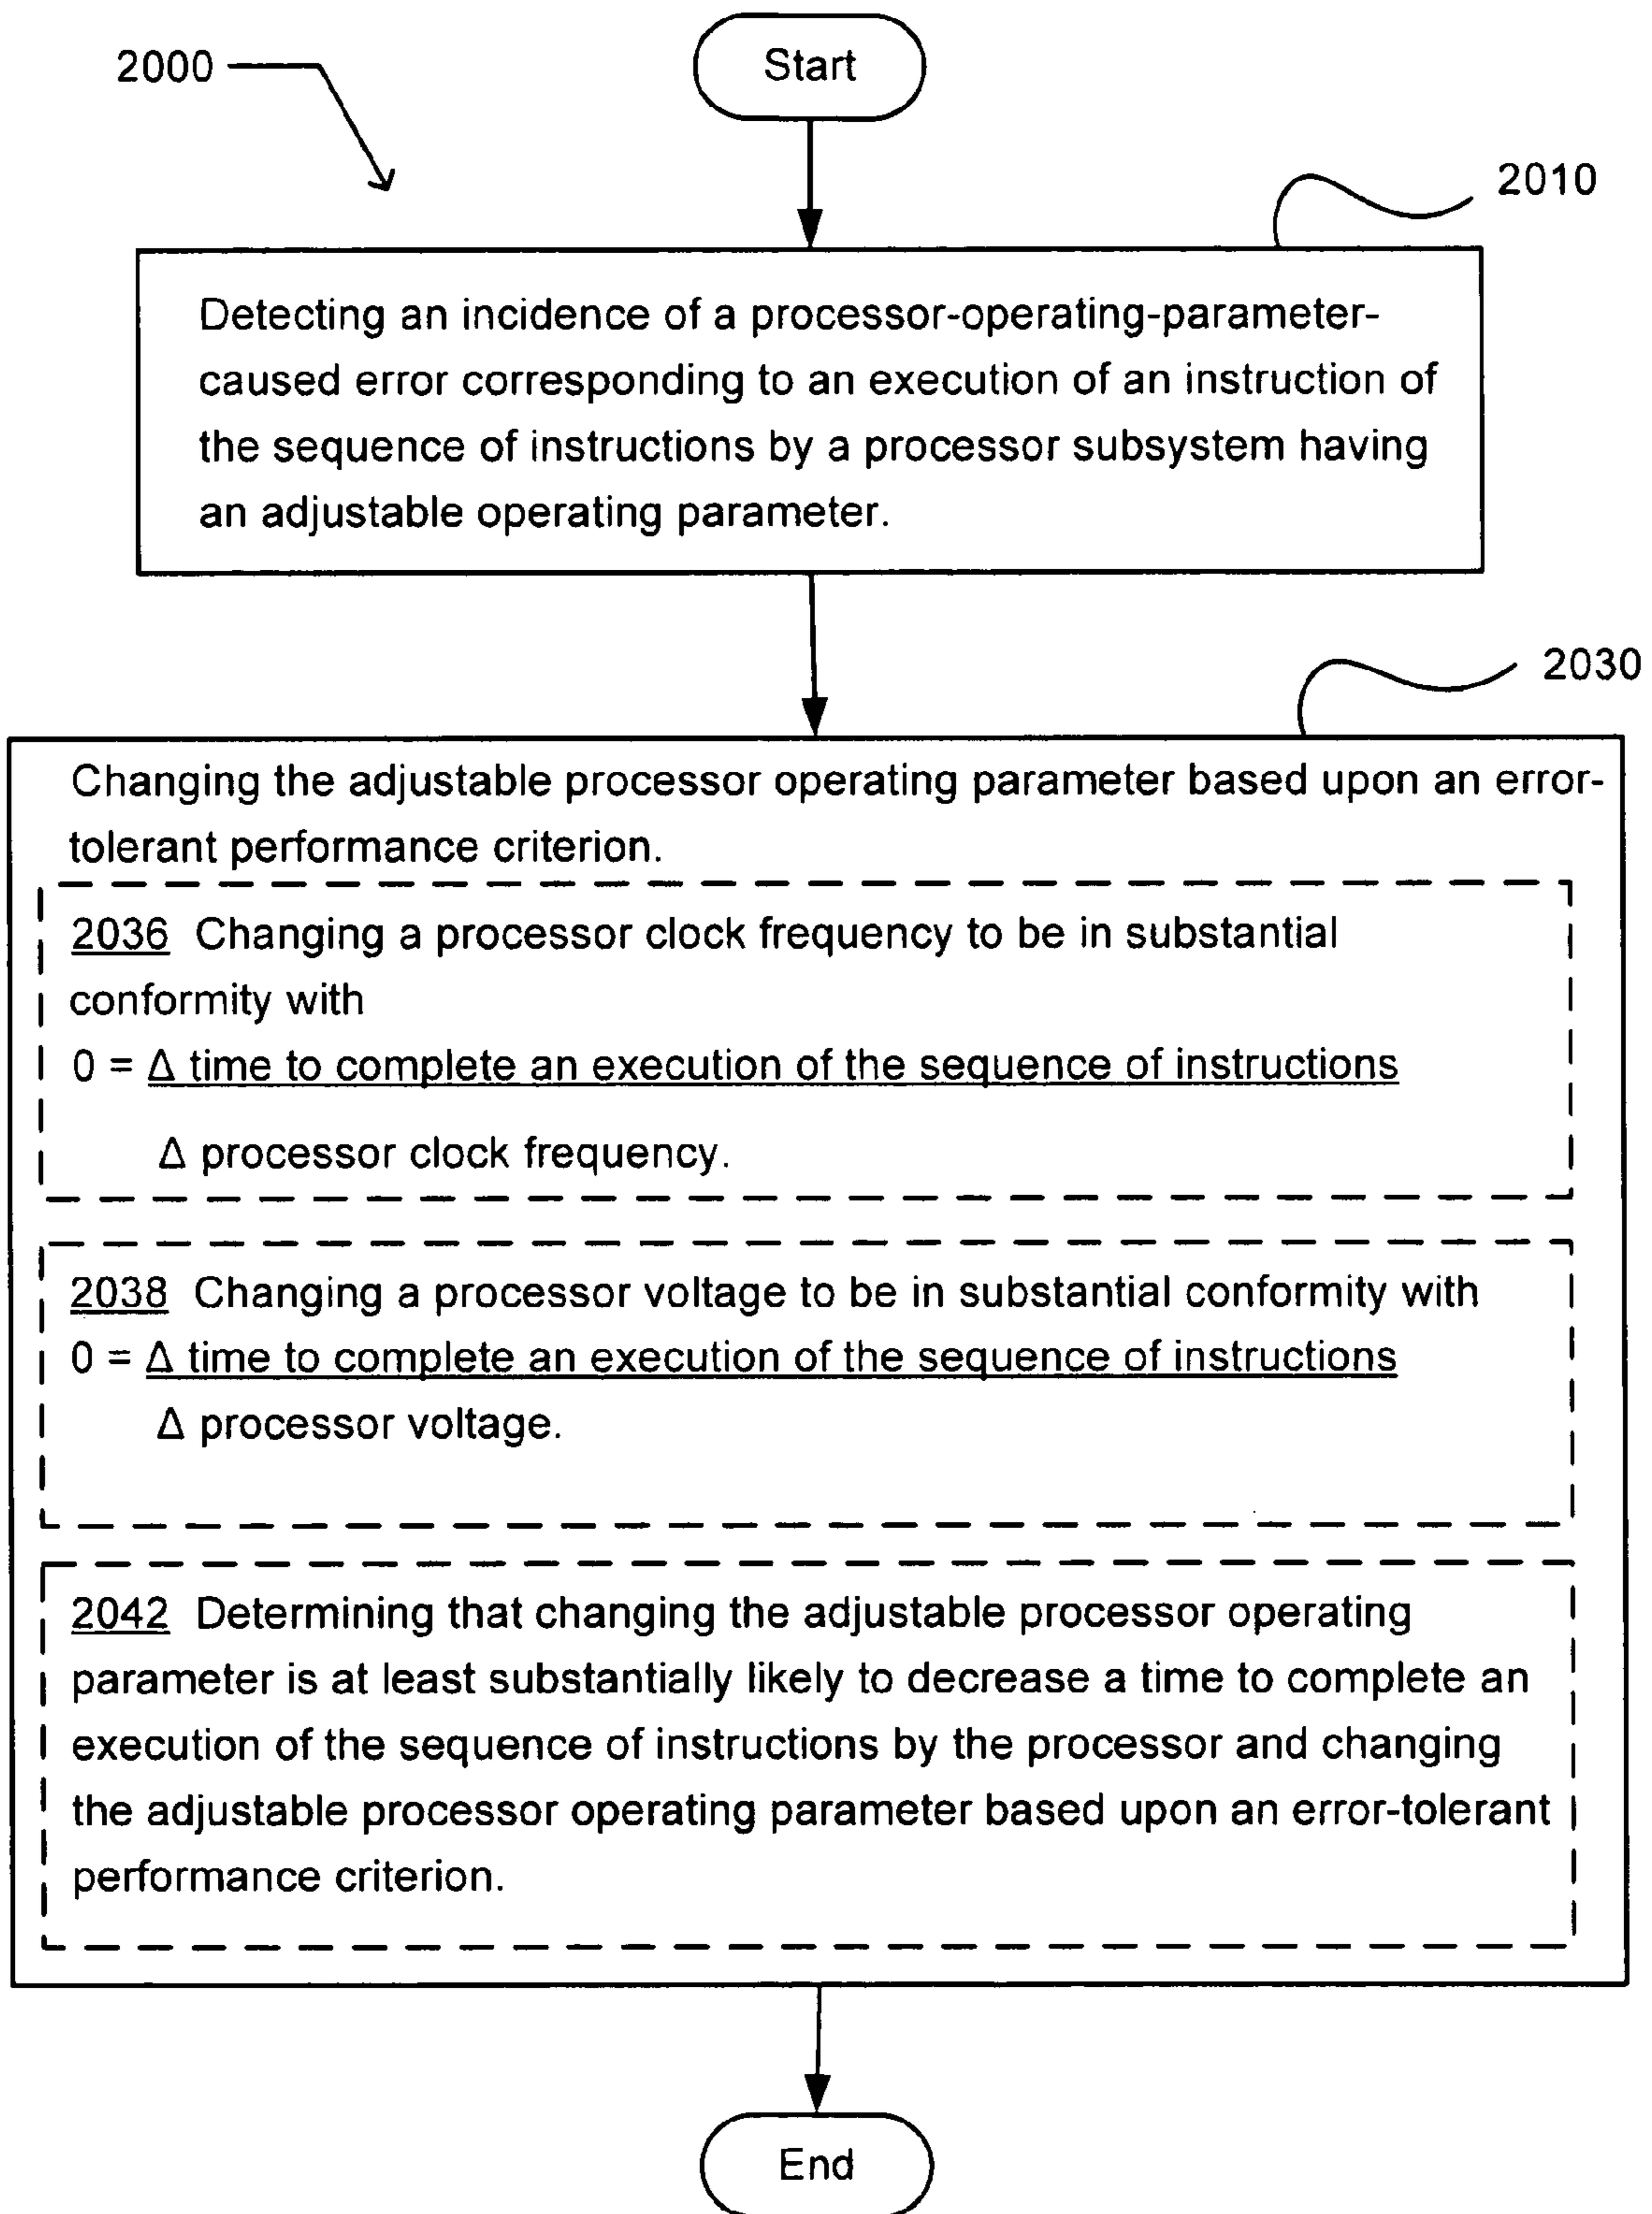 2000
Start
2010
Detecting an incidence of a processor-operating-parameter-
caused error corresponding to an execution of an instruction of
the sequence of instructions by a processor subsystem having
an adjustable operating parameter.
2030
Changing the adjustable processor operating parameter based upon an error-
tolerant performance criterion.
2036 Changing a processor clock frequency to be in substantial
conformity with
0 = Δ time to complete an execution of the sequence of instructions
Δ processor clock frequency.
2038 Changing a processor voltage to be in substantial conformity with
0 = Δ time to complete an execution of the sequence of instructions
Δ processor voltage.
2042 Determining that changing the adjustable processor operating
parameter is at least substantially likely to decrease a time to complete an
execution of the sequence of instructions by the processor and changing
the adjustable processor operating parameter based upon an error-tolerant
performance criterion.
End